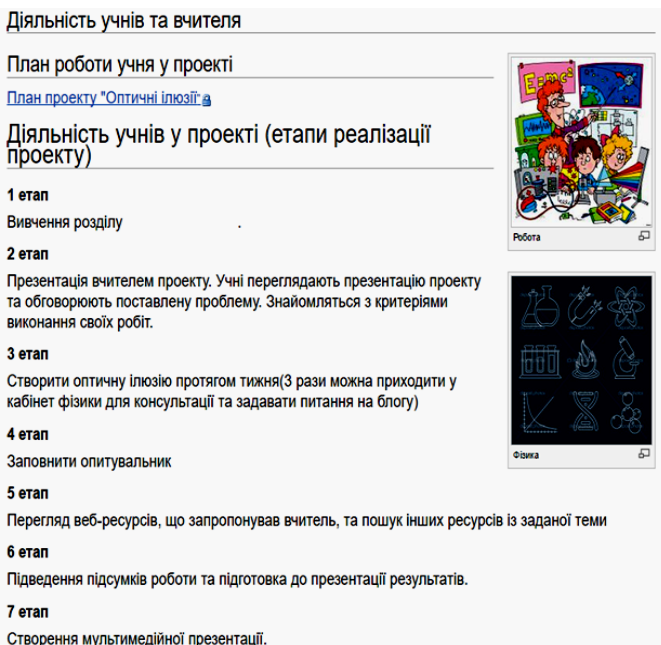 Діяльність учнів та вчителя
План роботи учня у проекті
План проекту "Оптичні ілюзії"
Діяльність учнів у проекті (етапи реалізації
проекту)
1 етап
Вивчення розділу .
2 етап
Презентація вчителем проекту. Учні переглядають презентацію проекту
та обговорюють поставлену проблему. Знайомляться з критеріями
виконання своїх робіт.
3 етап
Створити оптичну ілюзію протягом тижня(3 рази можна приходити у
кабінет фізики для консультації та задавати питання на блогу)
4 етап
Заповнити опитувальник
5 етап
Перегляд веб-ресурсів, що запропонував вчитель, та пошук інших ресурсів із заданої теми
6 етап
Підведення підсумків роботи та підготовка до презентації результатів.
7 етап
Створення мультимедійної презентації.
E=mc²
Робота
Фізика